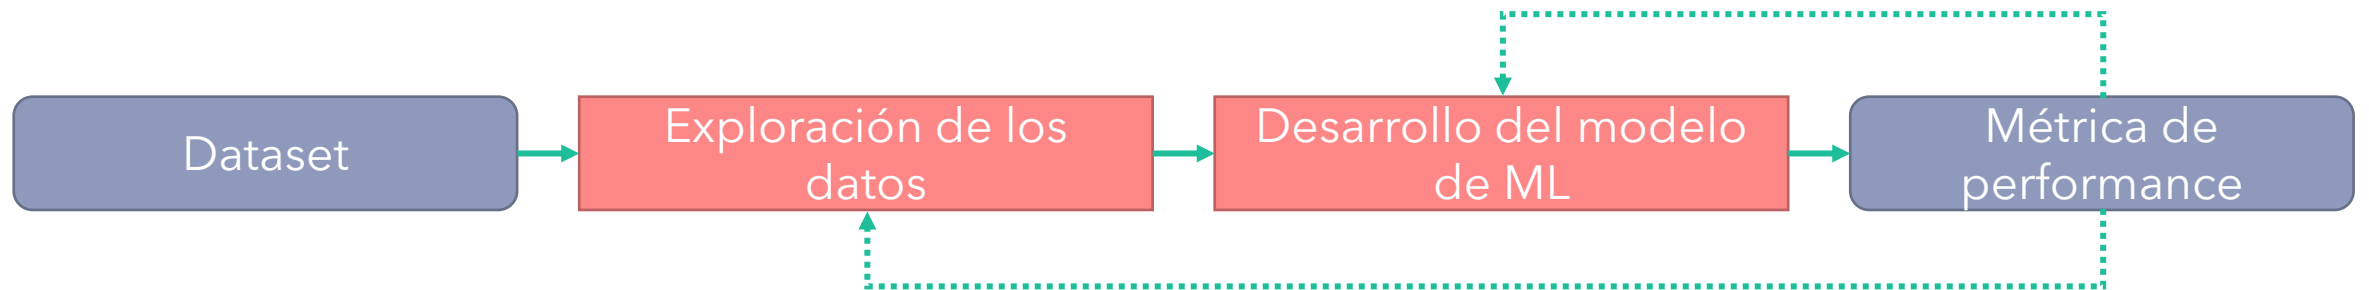 Dataset
Exploración de los
datos
Desarrollo del modelo
de ML
Métrica de
performance